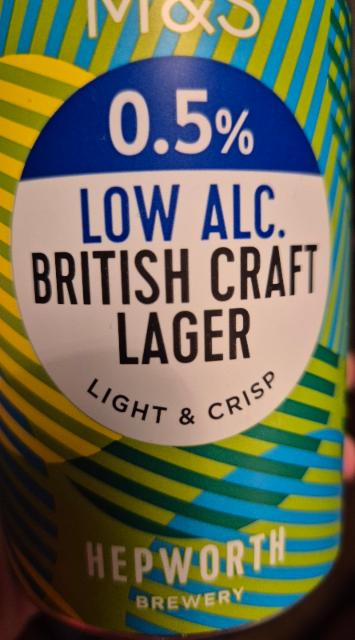 M&S
0.5%
LOW ALC.
BRITISH CRAFT
LAGER
LIGHT & CRISP
HEPWORTH
BREWERY